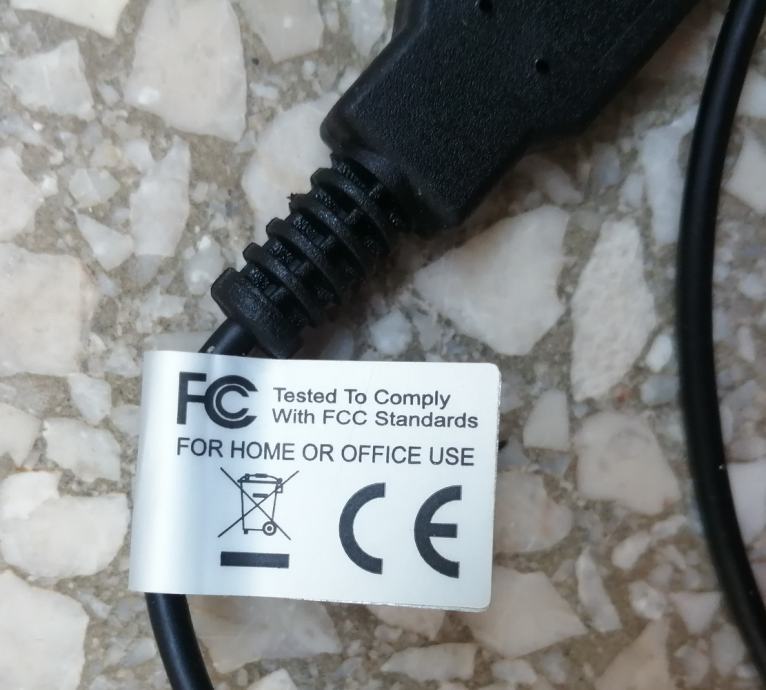 FC Tested To Comply
With FCC Standards
FOR HOME OR OFFICE USE
CE